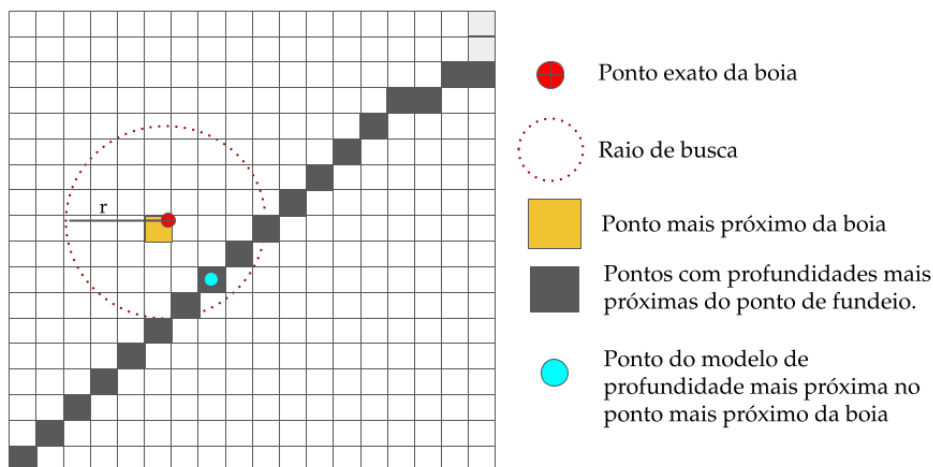 r
Ponto exato da boia
Raio de busca
Ponto mais próximo da boia
Pontos com profundidades mais
próximas do ponto de fundeio.
Ponto do modelo de
profundidade mais próxima no
ponto mais próximo da boia